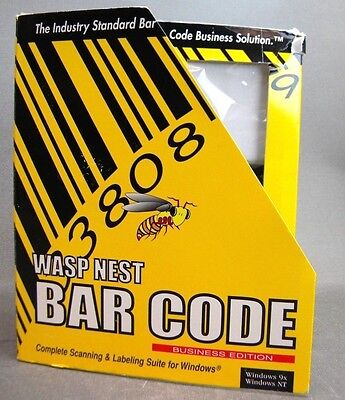 The Industry Standard Bar Code Business Solution.™
9
3808
WASP NEST
BAR CODE
BUSINESS EDITION
Complete Scanning & Labeling Suite for Windows®
Windows 9x
Windows NT